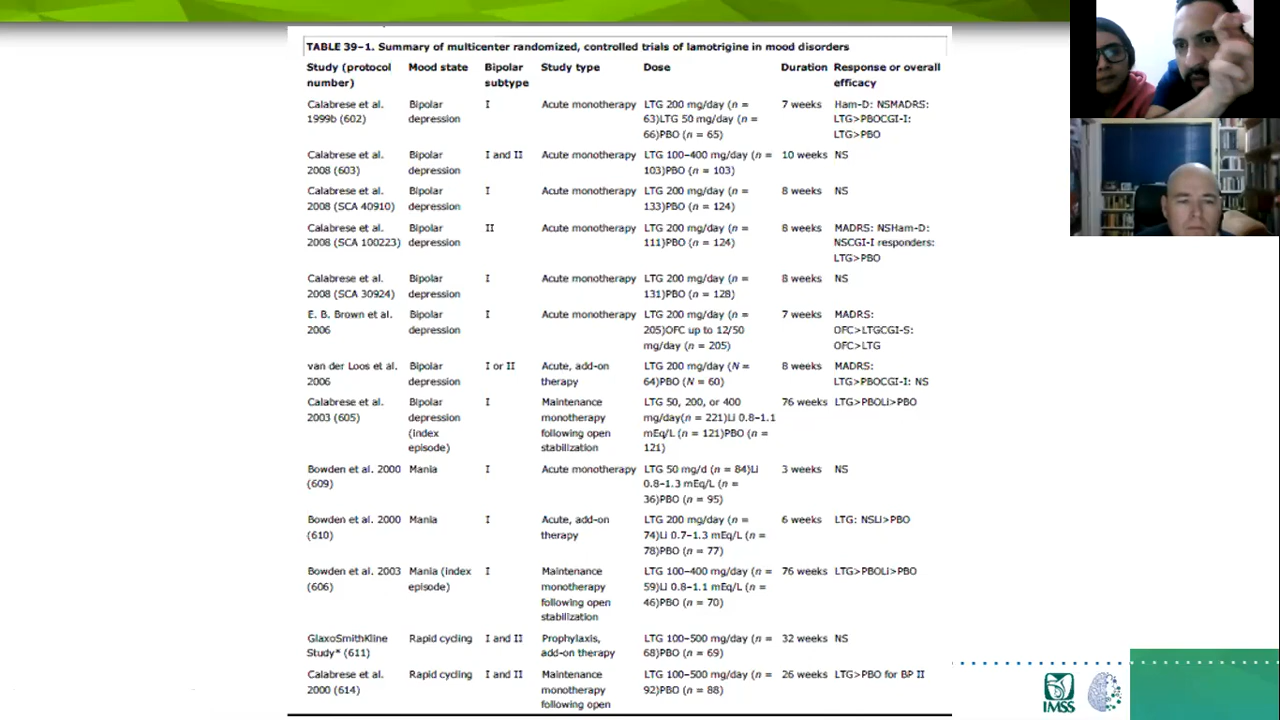 TABLE 39–1. Summary of multicenter randomized, controlled trials of lamotrigine in mood disorders
Study (protocol number) Mood state Bipolar subtype Study type Dose Duration Response or overall efficacy
Calabrese et al. 1999b (602) Bipolar depression I Acute monotherapy LTG 200 mg/day (n = 63)LTG 50 mg/day (n = 66)PBO (n = 65) 7 weeks Ham-D: NSMADRS: LTG>PBOCGI-I: LTG>PBO
Calabrese et al. 2008 (603) Bipolar depression I and II Acute monotherapy LTG 100–400 mg/day (n = 103)PBO (n = 103) 10 weeks NS
Calabrese et al. 2008 (SCA 40910) Bipolar depression I Acute monotherapy LTG 200 mg/day (n = 133)PBO (n = 124) 8 weeks NS
Calabrese et al. 2008 (SCA 100223) Bipolar depression II Acute monotherapy LTG 200 mg/day (n = 111)PBO (n = 124) 8 weeks MADRS: NSHam-D: NSCGI-I responders: LTG>PBO
Calabrese et al. 2008 (SCA 30924) Bipolar depression I Acute monotherapy LTG 200 mg/day (n = 131)PBO (n = 128) 8 weeks NS
E. B. Brown et al. 2006 Bipolar depression I Acute monotherapy LTG 200 mg/day (n = 205)OFC up to 12/50 mg/day (n = 205) 7 weeks MADRS: OFC>LTGCGI-S: OFC>LTG
van der Loos et al. 2006 Bipolar depression I or II Acute, add-on therapy LTG 200 mg/day (N = 64)PBO (N = 60) 8 weeks MADRS: LTG>PBOCGI-I: NS
Calabrese et al. 2003 (605) Bipolar depression (index episode) I Maintenance monotherapy following open stabilization LTG 50, 200, or 400 mg/day(n = 221)Li 0.8–1.1 mEq/L (n = 121)PBO (n = 121) 76 weeks LTG>PBOLi>PBO
Bowden et al. 2000 (609) Mania I Acute monotherapy LTG 50 mg/d (n = 84)Li 0.8–1.3 mEq/L (n = 36)PBO (n = 95) 3 weeks NS
Bowden et al. 2000 (610) Mania I Acute, add-on therapy LTG 200 mg/day (n = 74)Li 0.7–1.3 mEq/L (n = 78)PBO (n = 77) 6 weeks LTG: NSLi>PBO
Bowden et al. 2003 (606) Mania (index episode) I Maintenance monotherapy following open stabilization LTG 100–400 mg/day (n = 59)Li 0.8–1.1 mEq/L (n = 46)PBO (n = 70) 76 weeks LTG>PBOLi>PBO
GlaxoSmithKline Study* (611) Rapid cycling I and II Prophylaxis, add-on therapy LTG 100–500 mg/day (n = 68)PBO (n = 69) 32 weeks NS
Calabrese et al. 2000 (614) Rapid cycling I and II Maintenance monotherapy following open LTG 100–500 mg/day (n = 92)PBO (n = 88) 26 weeks LTG>PBO for BP II
IMSS